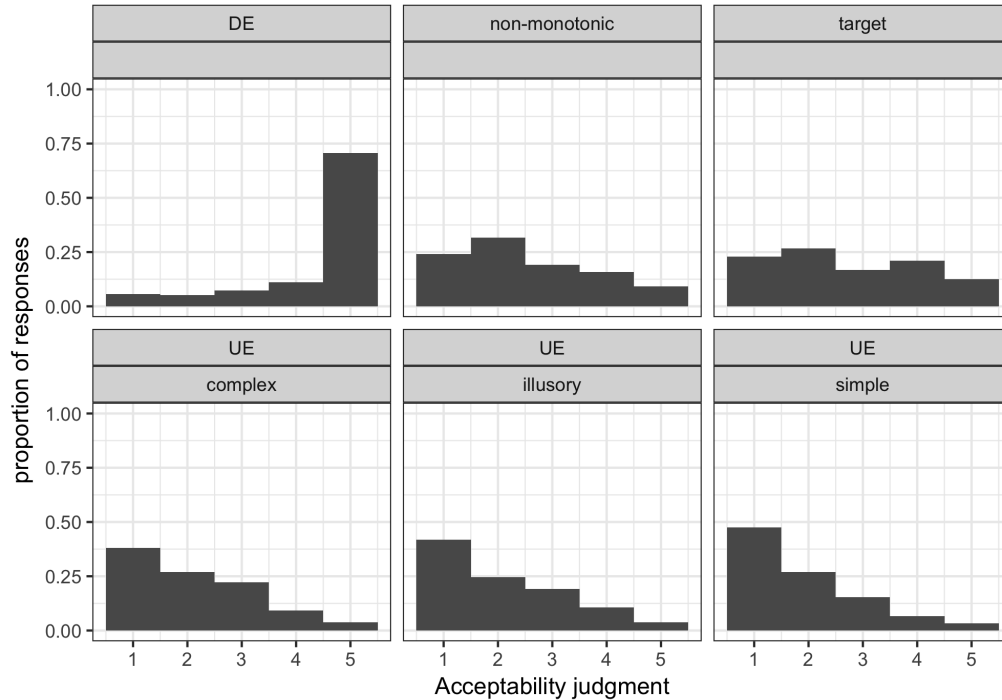 DE non-monotonic target
1.00
0.75
0.50
0.25
0.00
UE UE UE
complex illusory simple
1.00
0.75
0.50
0.25
0.00
1 2 3 4 5 1 2 3 4 5 1 2 3 4 5
Acceptability judgment
proportion of responses